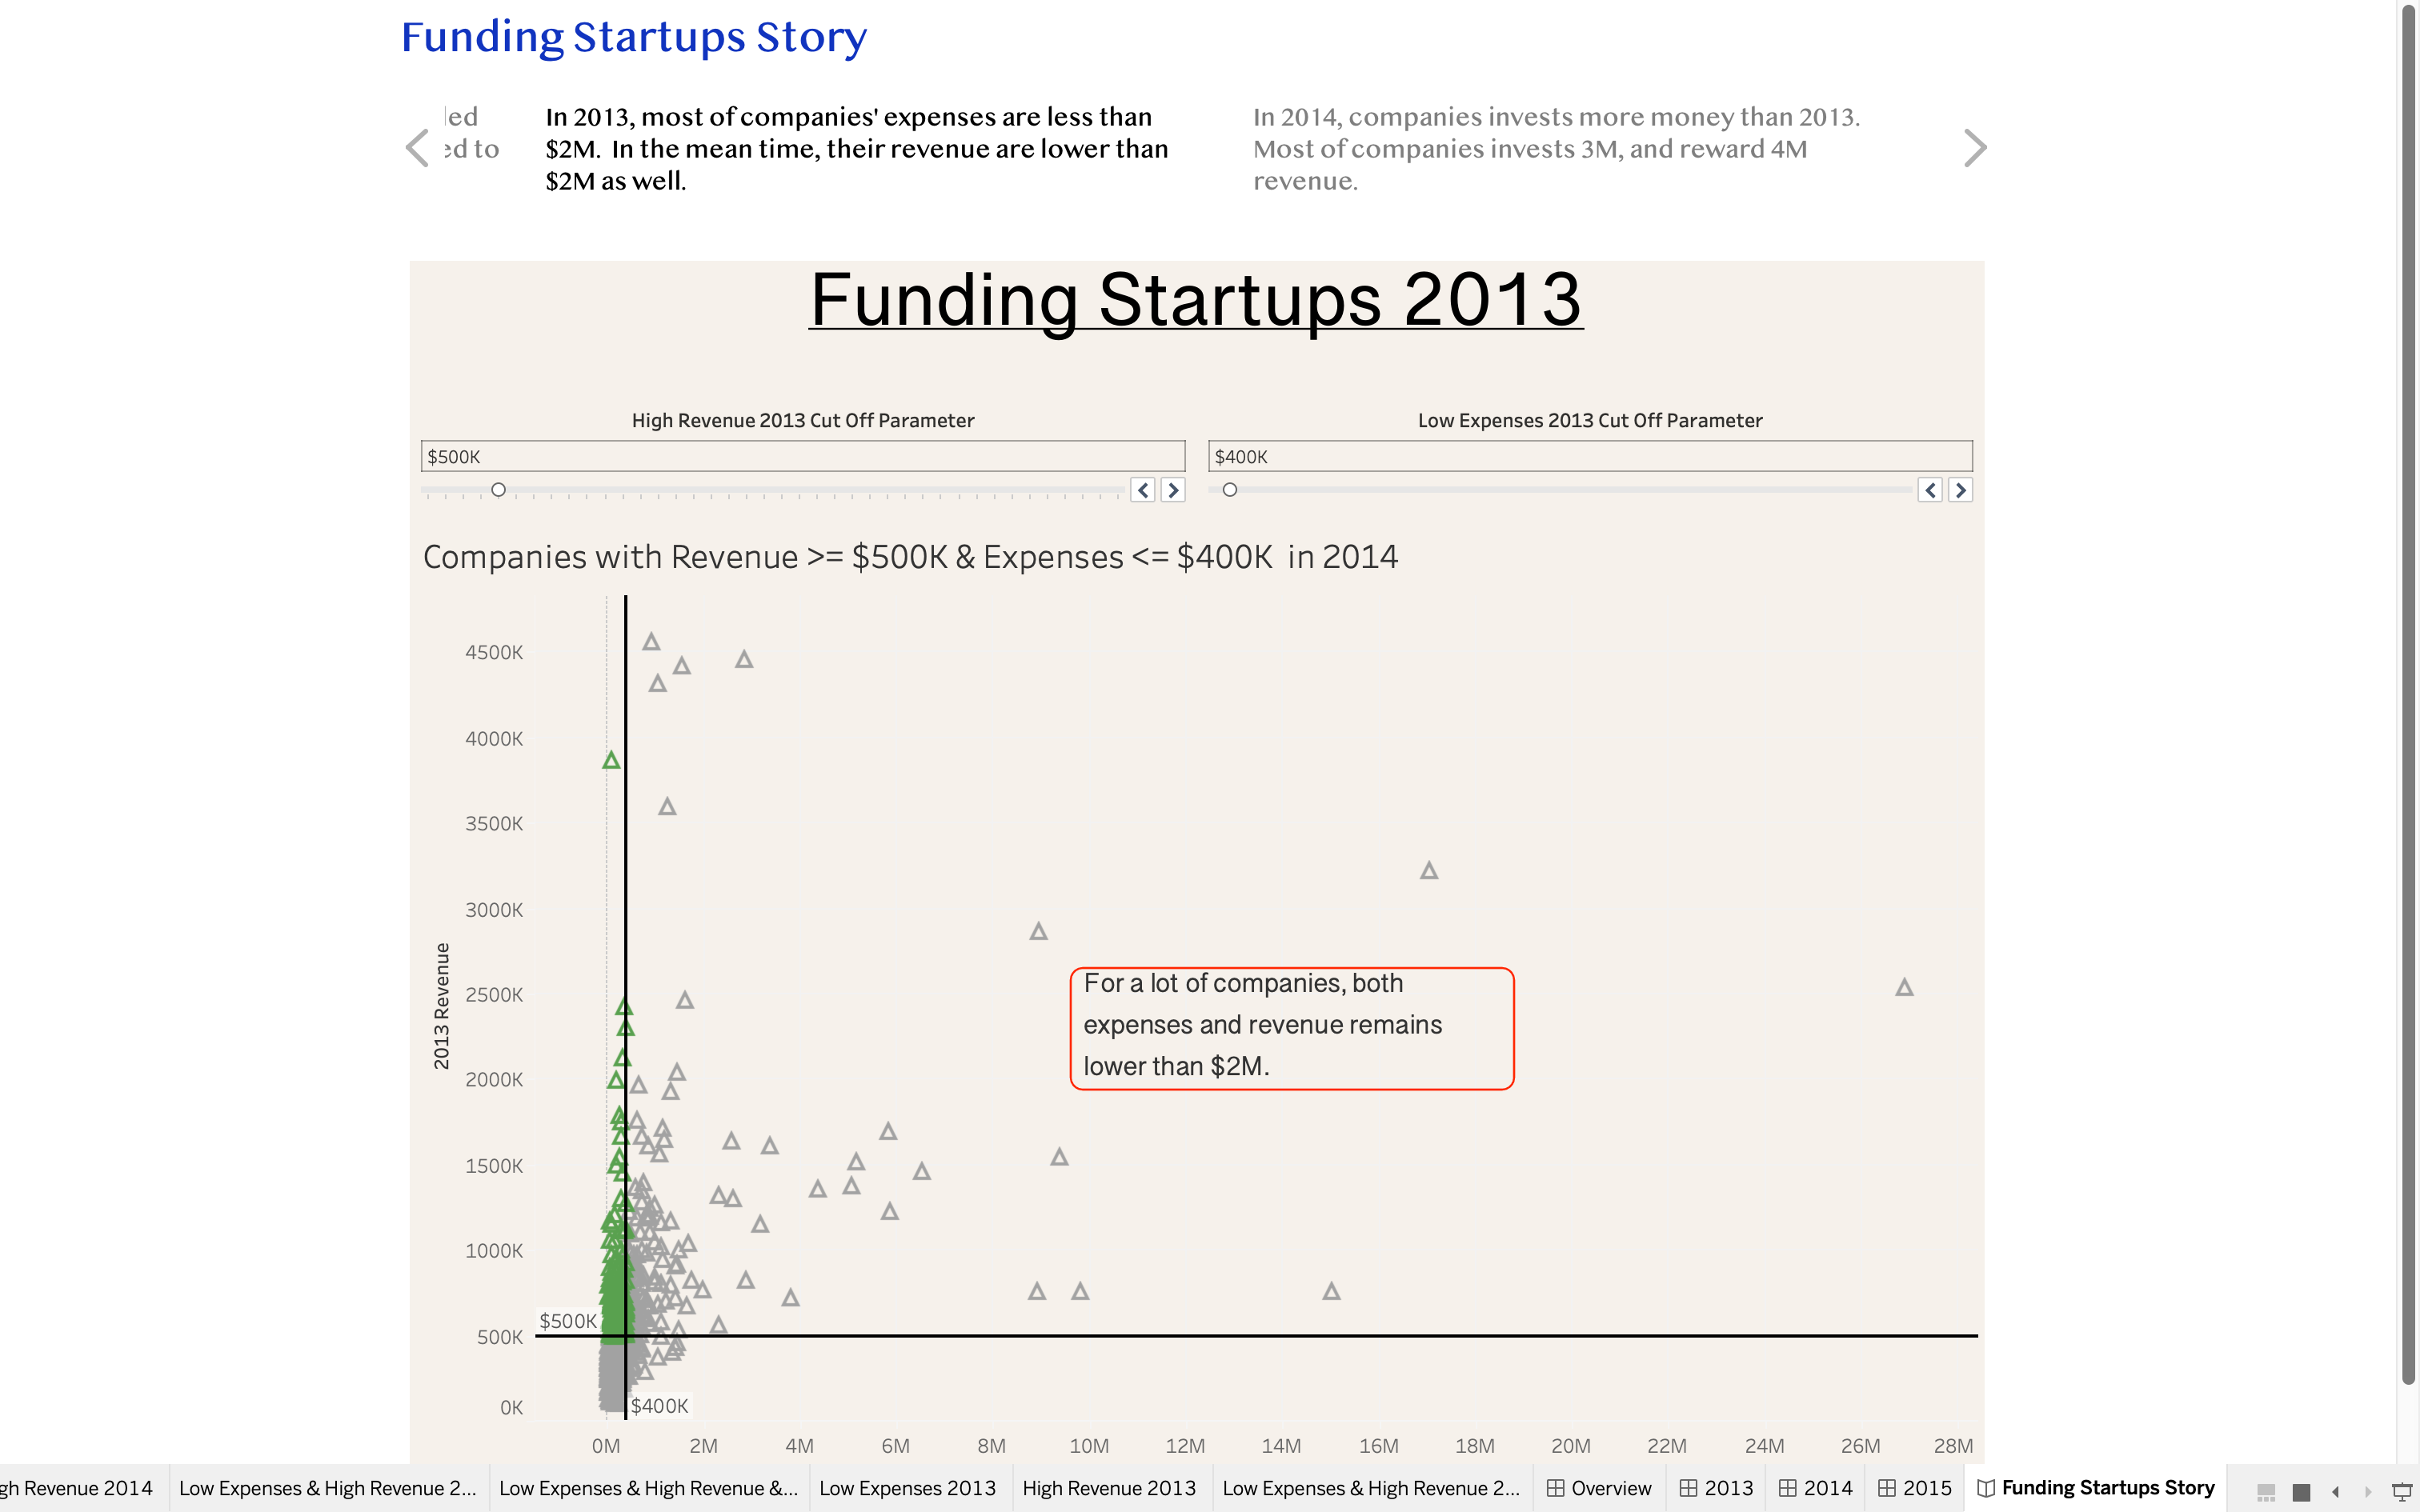 Funding Startups Story
led
ed to
In 2013, most of companies' expenses are less than
$2M.  In the mean time, their revenue are lower than
$2M as well.
In 2014, companies invests more money than 2013.
Most of companies invests 3M, and reward 4M
revenue.
Funding Startups 2013
High Revenue 2013 Cut Off Parameter
$500K
Low Expenses 2013 Cut Off Parameter
$400K
Companies with Revenue >= $500K & Expenses <= $400K  in 2014
2013 Revenue
4500K
4000K
3500K
3000K
2500K
2000K
1500K
1000K
500K
0K
For a lot of companies, both
expenses and revenue remains
lower than $2M.
$500K
$400K
0M 2M 4M 6M 8M 10M 12M 14M 16M 18M 20M 22M 24M 26M 28M
gh Revenue 2014 Low Expenses & High Revenue 2... Low Expenses & High Revenue &... Low Expenses 2013 High Revenue 2013 Low Expenses & High Revenue 2... Overview 2013 2014 2015 Funding Startups Story